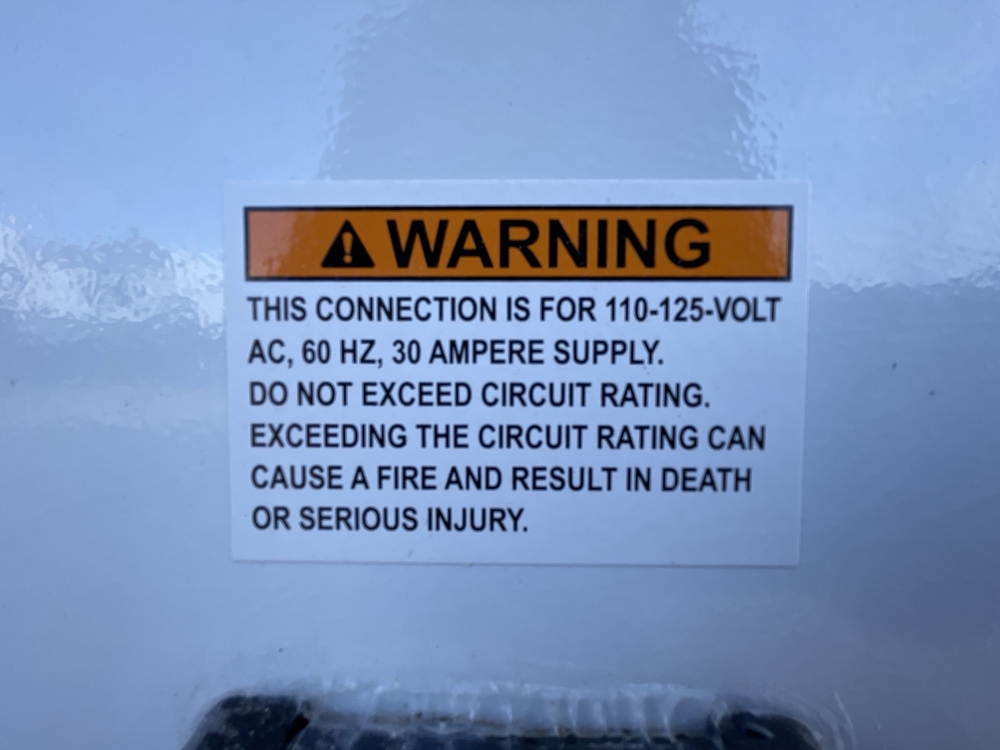 WARNING
THIS CONNECTION IS FOR 110-125-VOLT
AC, 60 HZ, 30 AMPERE SUPPLY.
DO NOT EXCEED CIRCUIT RATING.
EXCEEDING THE CIRCUIT RATING CAN
CAUSE A FIRE AND RESULT IN DEATH
OR SERIOUS INJURY.